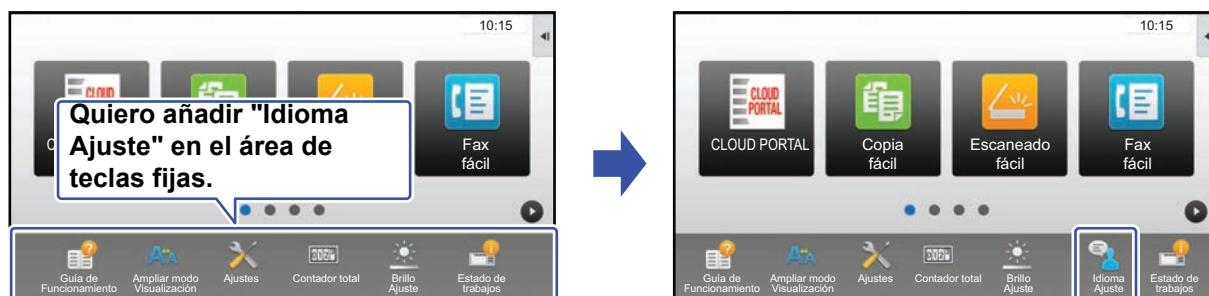 10:15
CLOUD
Quiero añadir "Idioma
Ajuste" en el área de
teclas fijas.
Fax
fácil
Guía de
Funcionamiento
Ampliar modo
Visualización
Ajustes
Contador total
Brillo
Ajuste
Estado de
trabajos
10:15
CLOUD
PORTAL
CLOUD PORTAL
Copia
fácil
Escaneado
fácil
Fax
fácil
Guía de
Funcionamiento
Ampliar modo
Visualización
Ajustes
Contador total
Brillo
Ajuste
Idioma
Ajuste
Estado de
trabajos